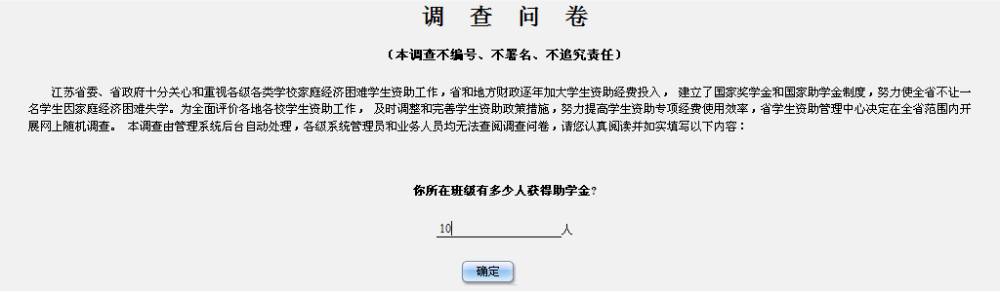 调 查 问 卷
（本调查不编号、不署名、不追究责任）
江苏省委、省政府十分关心和重视各级各类学校家庭经济困难学生资助工作，省和地方财政逐年加大学生资助经费投入， 建立了国家奖学金和国家助学金制度，努力使全省不让一
名学生因家庭经济困难失学。为全面评价各地各校学生资助工作， 及时调整和完善学生资助政策措施，努力提高学生资助专项经费使用效率，省学生资助管理中心决定在全省范围内开
展网上随机调查。 本调查由管理系统后台自动处理，各级系统管理员和业务人员均无法查阅调查问卷，请您认真阅读并如实填写以下内容：
你所在班级有多少人获得助学金?
10人
确定